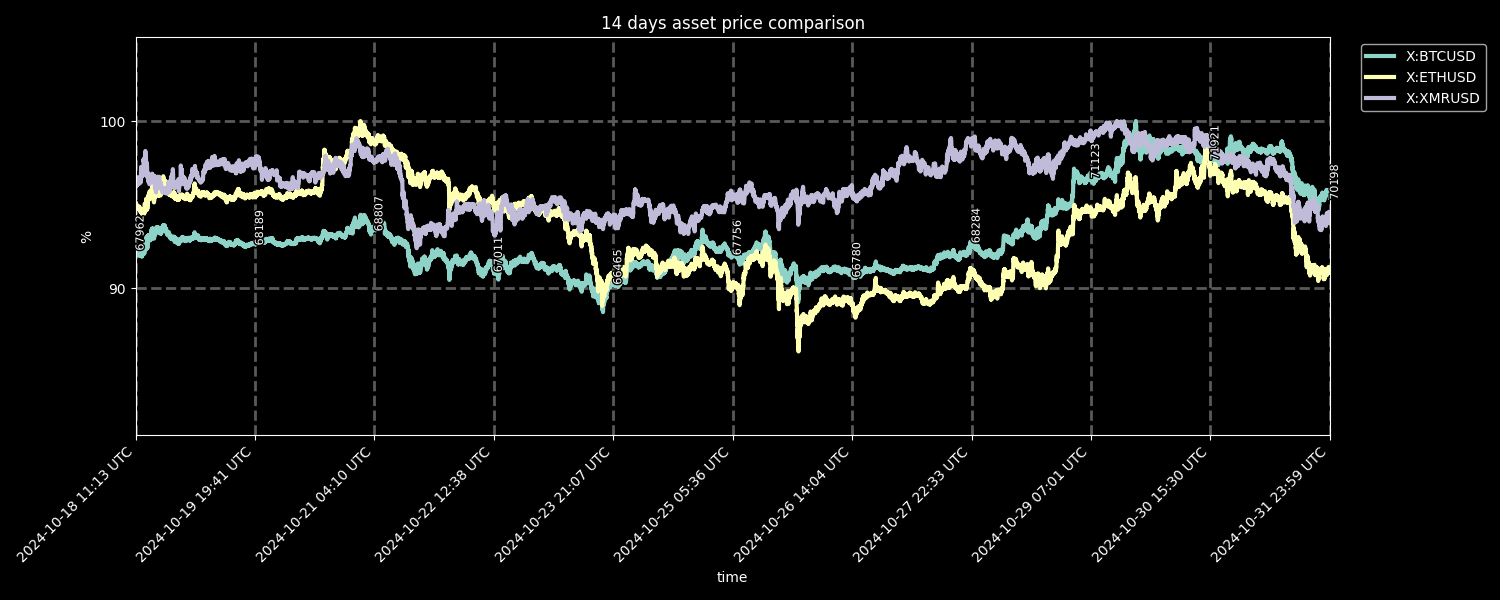 14 days asset price comparison
X:BTCUSD
X:ETHUSD
X:XMRUSD
100
90
%
67962
68189
68807
67011
66465
67756
66780
68284
71123
71921
70198
2024-10-18 11:13 UTC
2024-10-19 19:41 UTC
2024-10-21 04:10 UTC
2024-10-22 12:38 UTC
2024-10-23 21:07 UTC
2024-10-25 05:36 UTC
2024-10-26 14:04 UTC
2024-10-27 22:33 UTC
2024-10-29 07:01 UTC
2024-10-30 15:30 UTC
2024-10-31 23:59 UTC
time